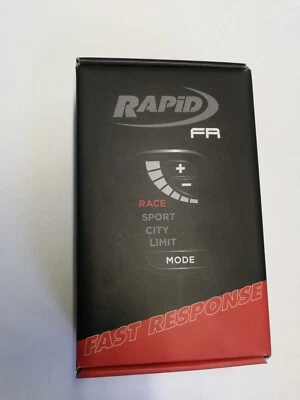 RAPiD
FR
+
-
RACE
SPORT
CITY
LIMIT
MODE
FAST RESPONSE